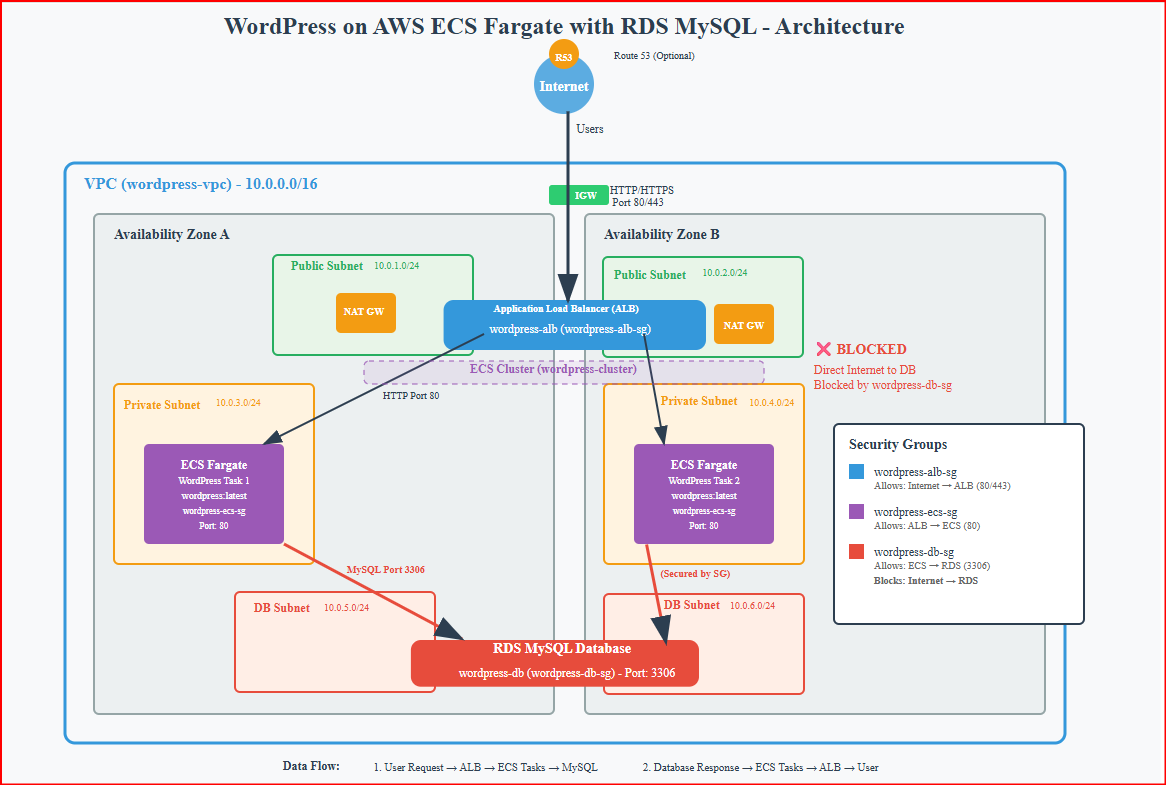 WordPress on AWS ECS Fargate with RDS MySQL - Architecture
R53
Route 53 (Optional)
Internet
Users
VPC (wordpress-vpc) - 10.0.0.0/16
IGW
HTTP/HTTPS
Port 80/443
Availability Zone A
Availability Zone B
Public Subnet 10.0.1.0/24
Public Subnet 10.0.2.0/24
NAT GW
Application Load Balancer (ALB)
wordpress-alb (wordpress-alb-sg)
NAT GW
❌ BLOCKED
Direct Internet to DB
Blocked by wordpress-db-sg
ECS Cluster (wordpress-cluster)
HTTP Port 80
Private Subnet 10.0.3.0/24
Private Subnet 10.0.4.0/24
ECS Fargate
WordPress Task 1
wordpress:latest
wordpress-ecs-sg
Port: 80
ECS Fargate
WordPress Task 2
wordpress:latest
wordpress-ecs-sg
Port: 80
Security Groups
wordpress-alb-sg
Allows: Internet → ALB (80/443)
wordpress-ecs-sg
Allows: ALB → ECS (80)
wordpress-db-sg
Allows: ECS → RDS (3306)
Blocks: Internet → RDS
MySQL Port 3306
(Secured by SG)
DB Subnet 10.0.5.0/24
DB Subnet 10.0.6.0/24
RDS MySQL Database
wordpress-db (wordpress-db-sg) - Port: 3306
Data Flow: 1. User Request → ALB → ECS Tasks → MySQL 2. Database Response → ECS Tasks → ALB → User